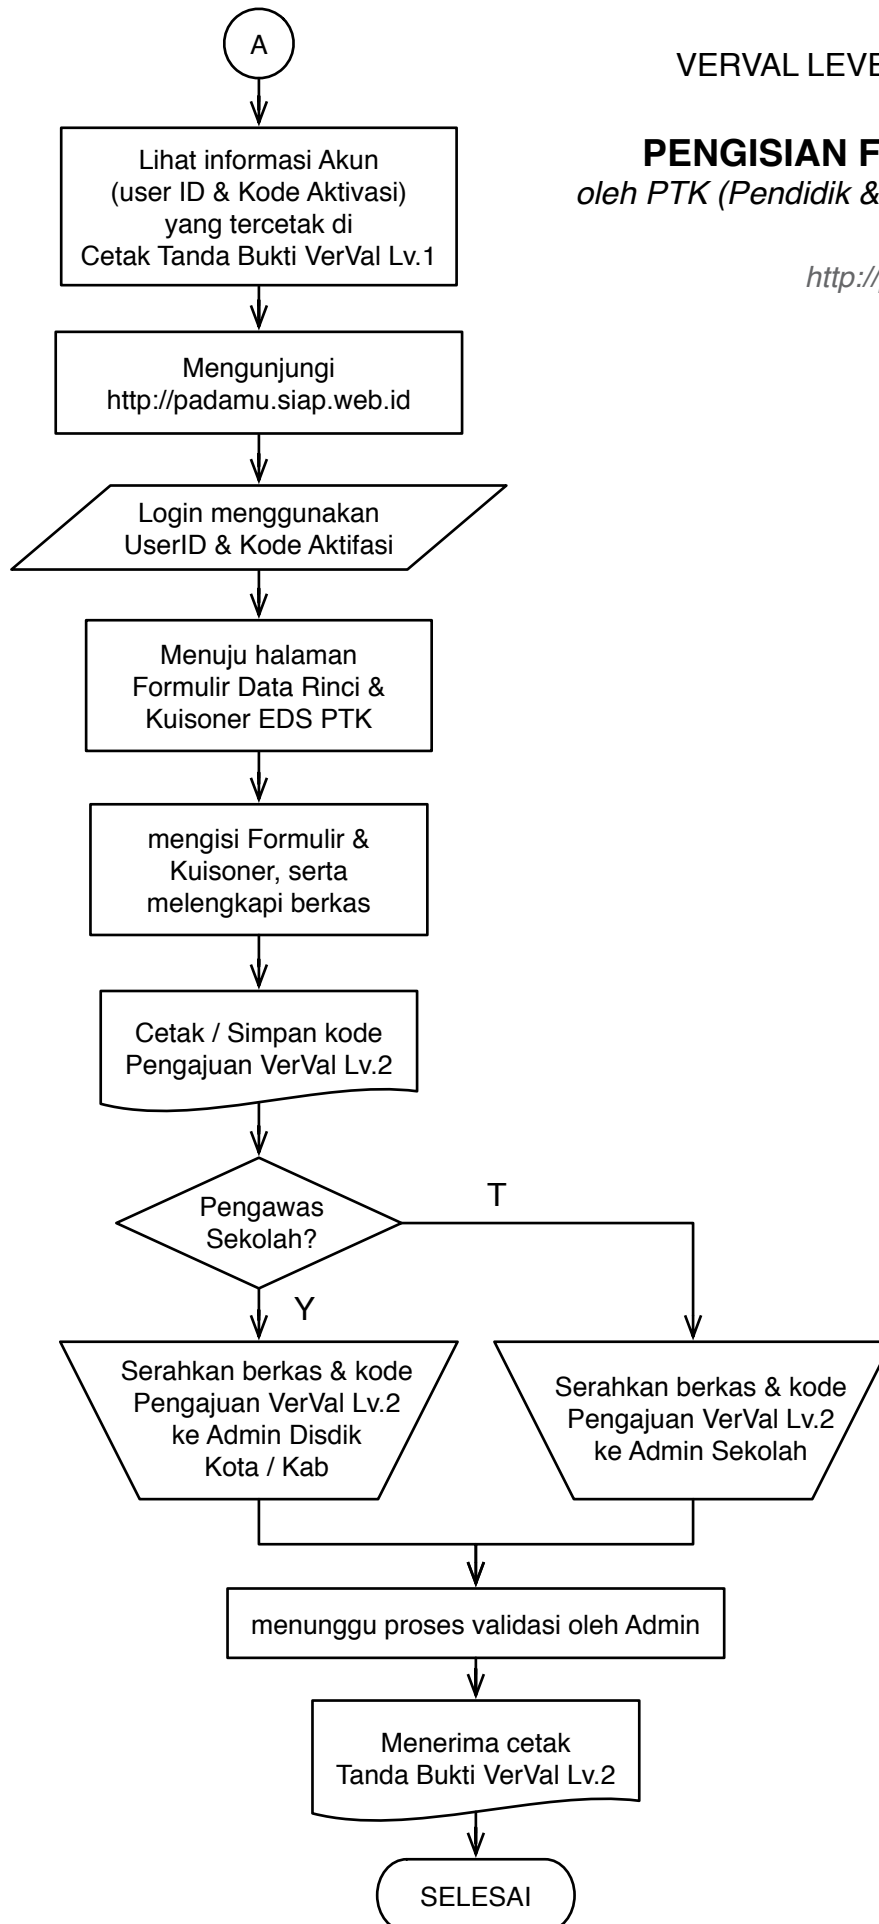 A
VERVAL LEVE
PENGISIAN F
oleh PTK (Pendidik &
http://
Lihat informasi Akun
(user ID & Kode Aktivasi)
yang tercetak di
Cetak Tanda Bukti VerVal Lv.1
Mengunjungi
http://padamu.siap.web.id
Login menggunakan
UserID & Kode Aktifasi
Menuju halaman
Formulir Data Rinci &
Kuisoner EDS PTK
mengisi Formulir &
Kuisoner, serta
melengkapi berkas
Cetak / Simpan kode
Pengajuan VerVal Lv.2
Pengawas
Sekolah?
T
Y
Serahkan berkas & kode
Pengajuan VerVal Lv.2
ke Admin Disdik
Kota / Kab
Serahkan berkas & kode
Pengajuan VerVal Lv.2
ke Admin Sekolah
menunggu proses validasi oleh Admin
Menerima cetak
Tanda Bukti VerVal Lv.2
SELESAI